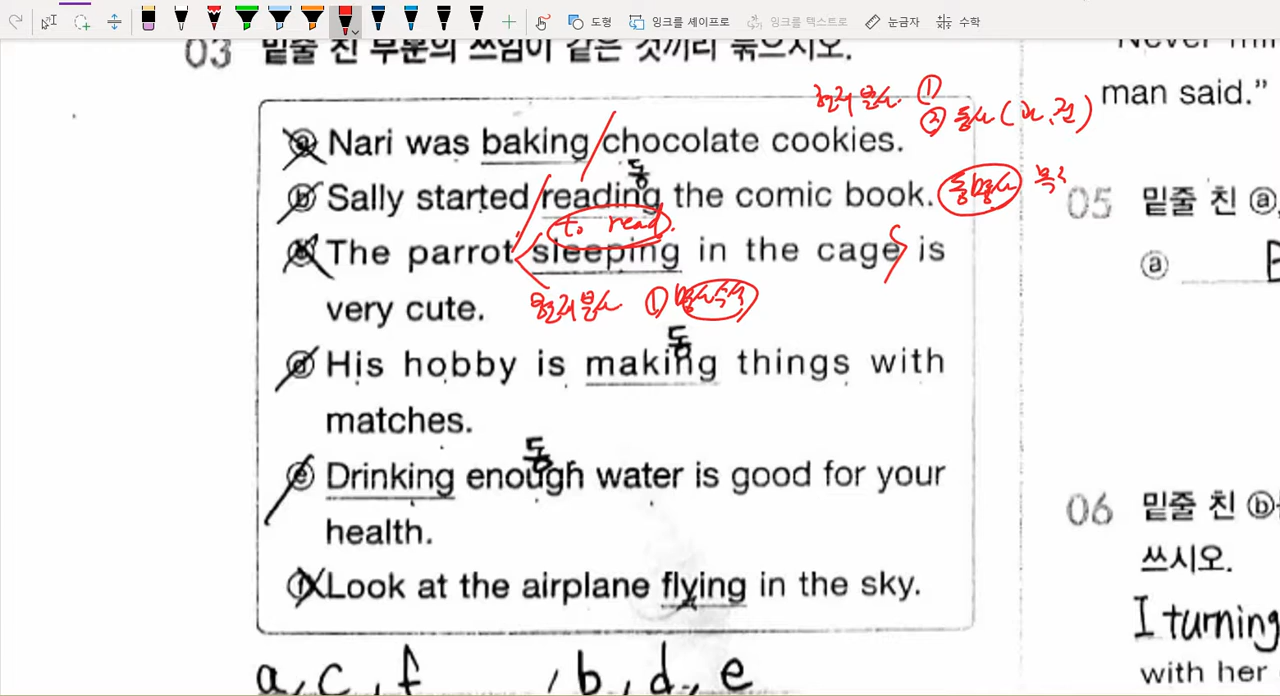 도형 잉크를 셰이프로 잉크를 텍스트로 눈금자 수학
03 밑줄 친 부분의 쓰임이 같은 것끼리 묶으시오.
현재분사. ①
② 동사 (
ⓐ Nari was baking / chocolate cookies.
동
ⓑ Sally started reading the comic book. 동명사
to read.
ⓒ The parrot sleeping in the cage is
very cute.
현재분사 ① 명사수식
동
ⓓ His hobby is making things with
matches.
동
ⓔ Drinking enough water is good for your
health.
ⓕ Look at the airplane flying in the sky.
a, c, f / b, d, e
man said.”
05 밑줄 친 ⓐ,
ⓐ
06 밑줄 친 ⓑ를
쓰시오.
I turning
with her